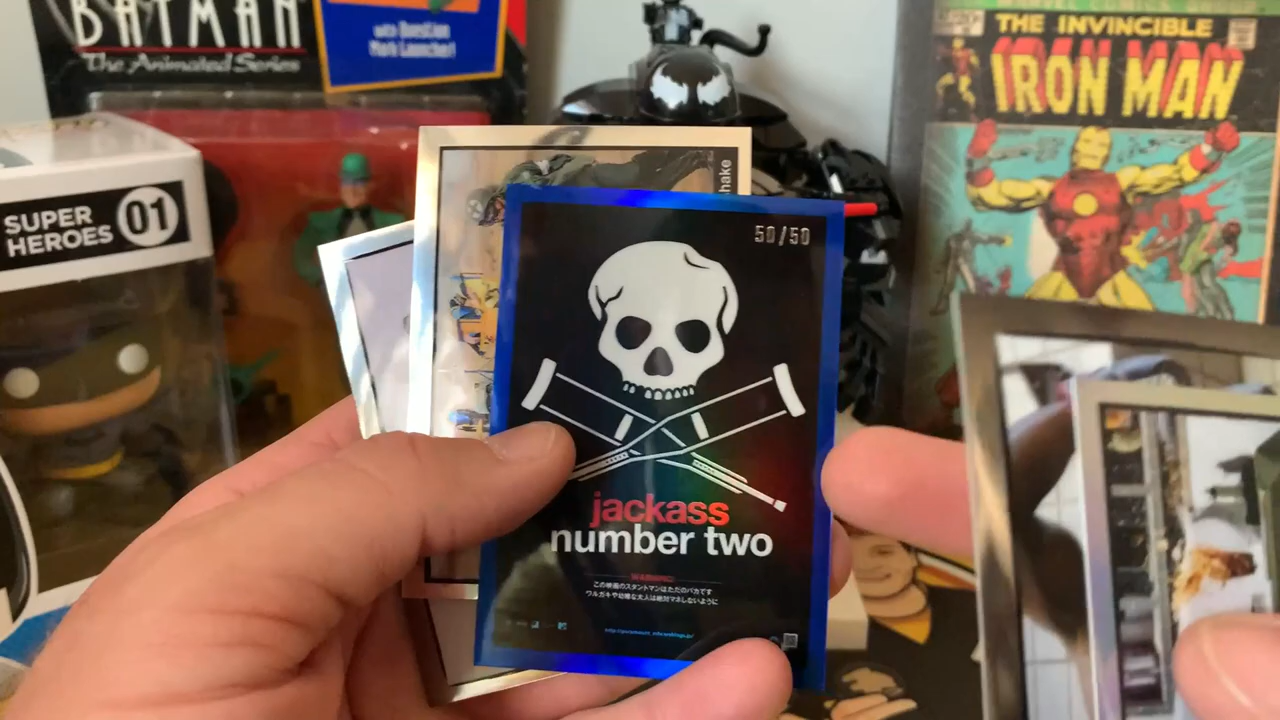 BATMAN
The Animated Series
with Question
Mark Launcher!
THE INVINCIBLE
IRON MAN
SUPER
HEROES
01
hake
50/50
jackass
number two
WARNING!
この映画のスタントマンはただのバカです
ワルガキや幼稚な大人は絶対マネしないように